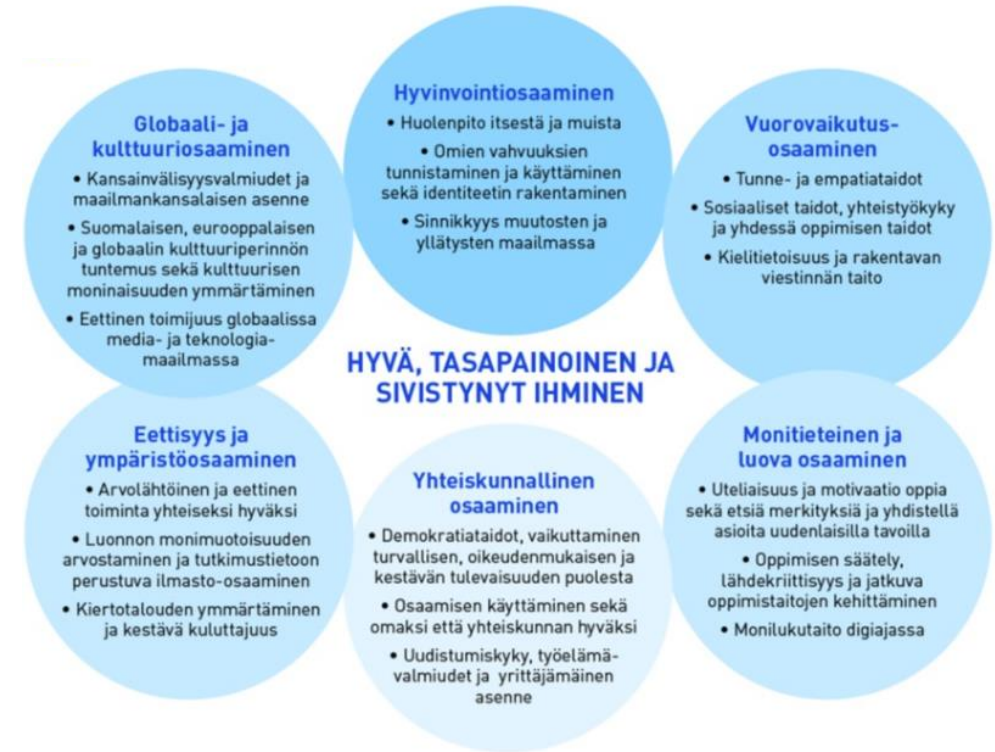 Hyvinvointiosaaminen
• Huolenpito itsestä ja muista
• Omien vahvuuksien
tunnistaminen ja käyttäminen
sekä identiteetin rakentaminen
• Sinnikkyys muutosten ja
yllätysten maailmassa
Globaali- ja
kulttuuriosaaminen
• Kansainvälisyysvalmiudet ja
maailmankansalaisen asenne
• Suomalaisen, eurooppalaisen
ja globaalin kulttuuriperinnön
tuntemus sekä kulttuurisen
moninaisuuden ymmärtäminen
• Eettinen toimijuus globaalissa
media- ja teknologia-
maailmassa
Vuorovaikutus-
osaaminen
• Tunne- ja empatiataidot
• Sosiaaliset taidot, yhteistyökyky
ja yhdessä oppimisen taidot
• Kielitietoisuus ja rakentavan
viestinnän taito
HYVÄ, TASAPAINOINEN JA
SIVISTYNYT IHMINEN
Eettisyys ja
ympäristöosaaminen
• Arvolähtöinen ja eettinen
toiminta yhteiseksi hyväksi
• Luonnon monimuotoisuuden
arvostaminen ja tutkimustietoon
perustuva ilmasto-osaaminen
• Kiertotalouden ymmärtäminen
ja kestävä kuluttajuus
Yhteiskunnallinen
osaaminen
• Demokratiataidot, vaikuttaminen
turvallisen, oikeudenmukaisen ja
kestävän tulevaisuuden puolesta
• Osaamisen käyttäminen sekä
omaksi että yhteiskunnan hyväksi
• Uudistumiskyky, työelämä-
valmiudet ja yrittäjämäinen
asenne
Monitieteinen ja
luova osaaminen
• Uteliaisuus ja motivaatio oppia
sekä etsiä merkityksiä ja yhdistellä
asioita uudenlaisilla tavoilla
• Oppimisen säätely,
lähdekriittisyys ja jatkuva
oppimistaitojen kehittäminen
• Monilukutaito digiajassa